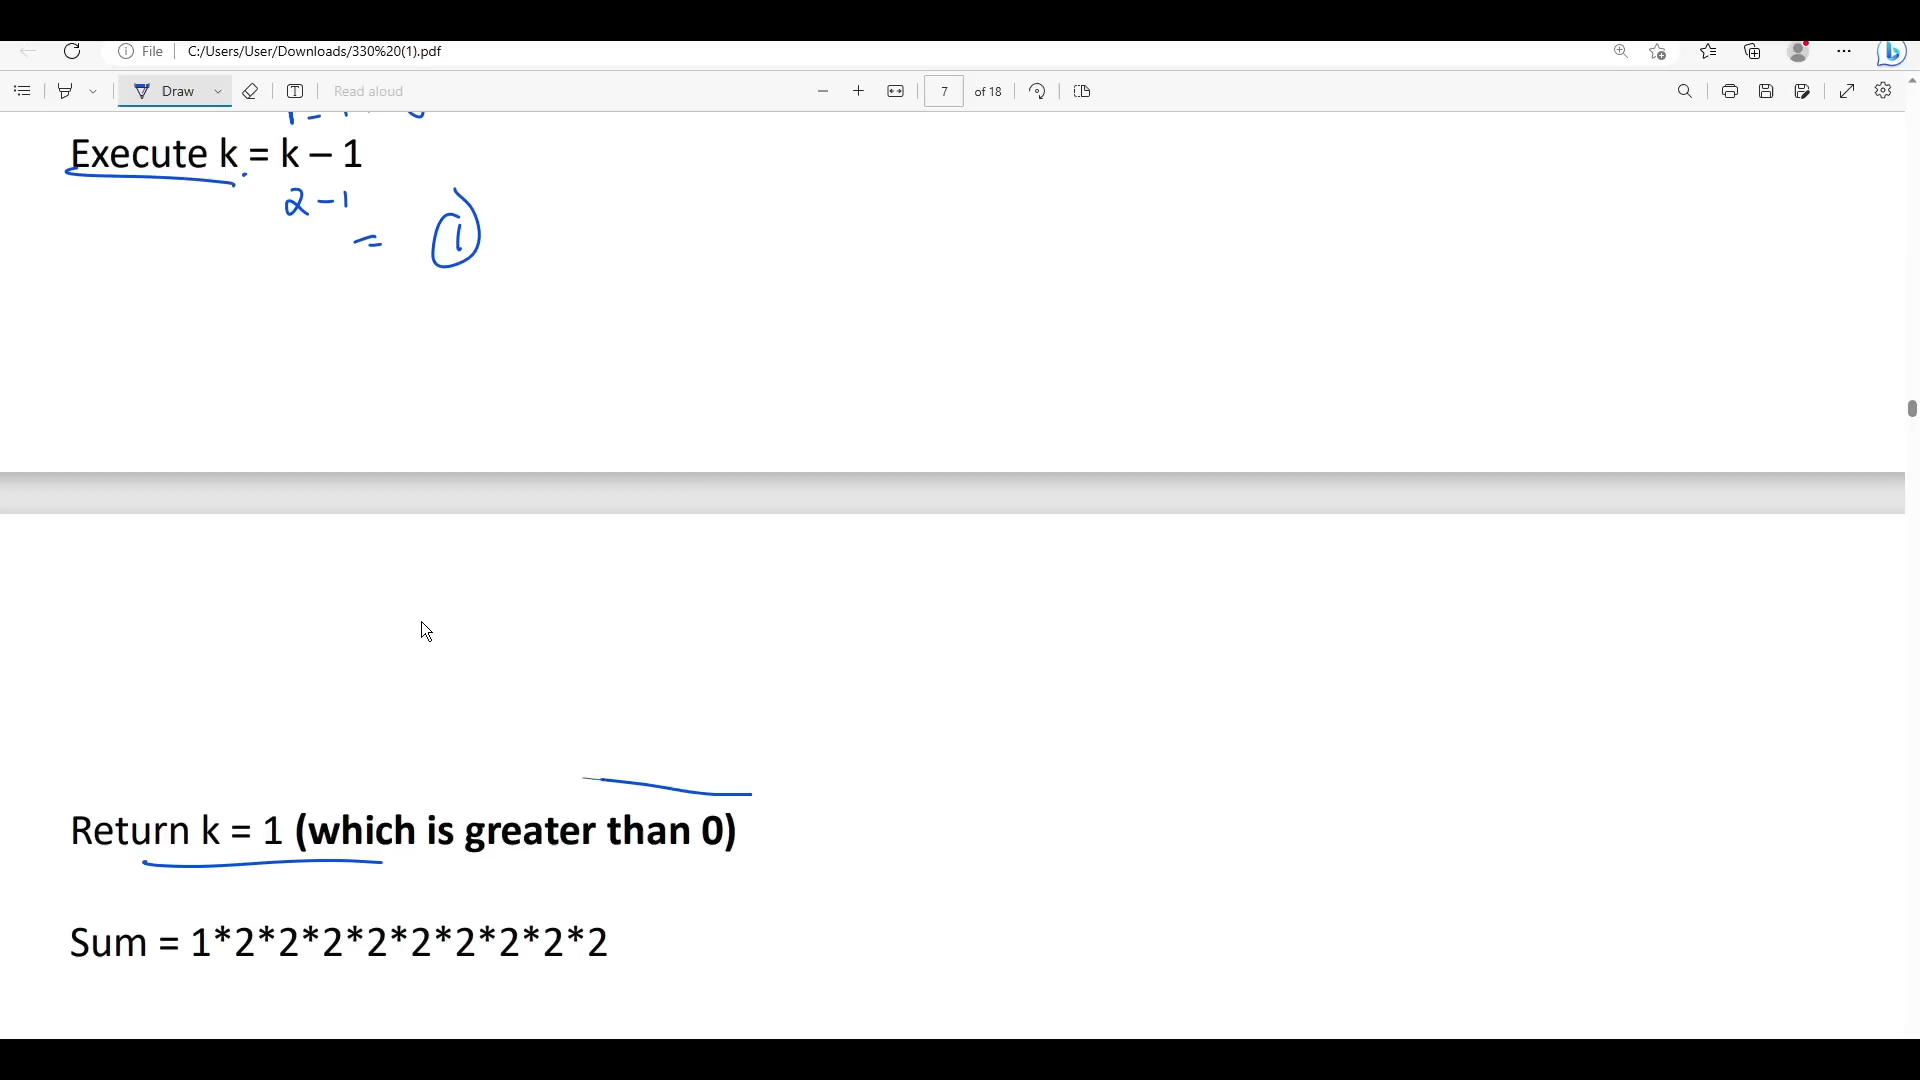 File C:/Users/User/Downloads/330%20(1).pdf
Draw Read aloud 7 of 18
Execute k = k – 1
2 - 1
= 1
Return k = 1 (which is greater than 0)
Sum = 1*2*2*2*2*2*2*2*2*2